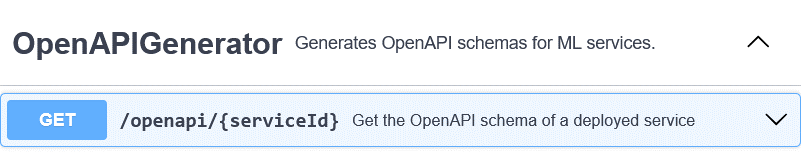 OpenAPIGenerator Generates OpenAPI schemas for ML services.
GET /openapi/{serviceId} Get the OpenAPI schema of a deployed service